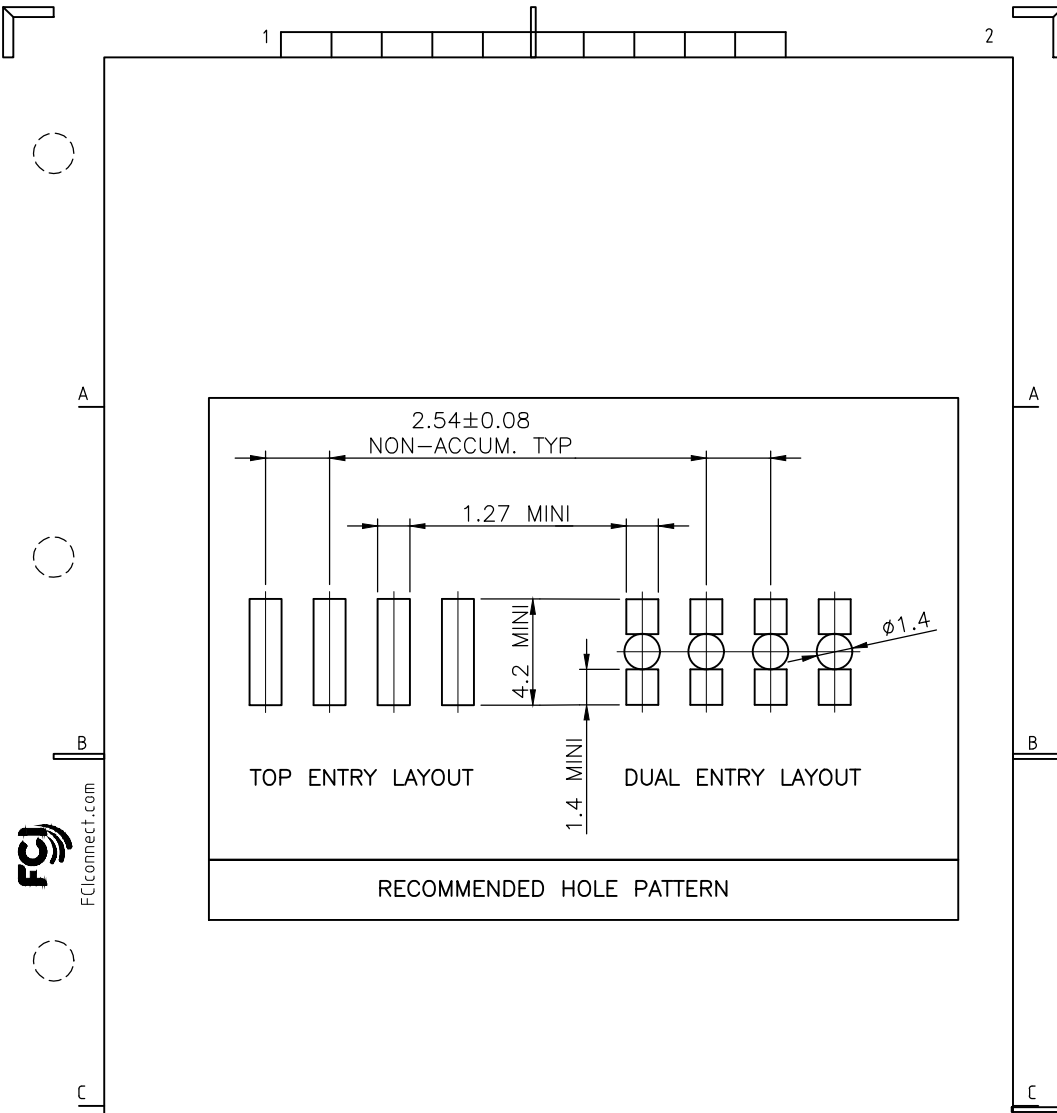 1
2
A
A
2.54±0.08
NON-ACCUM. TYP
1.27 MINI
4.2 MINI
ø1.4
1.4 MINI
B
B
TOP ENTRY LAYOUT
DUAL ENTRY LAYOUT
FCI
FCIconnect.com
RECOMMENDED HOLE PATTERN
C
C